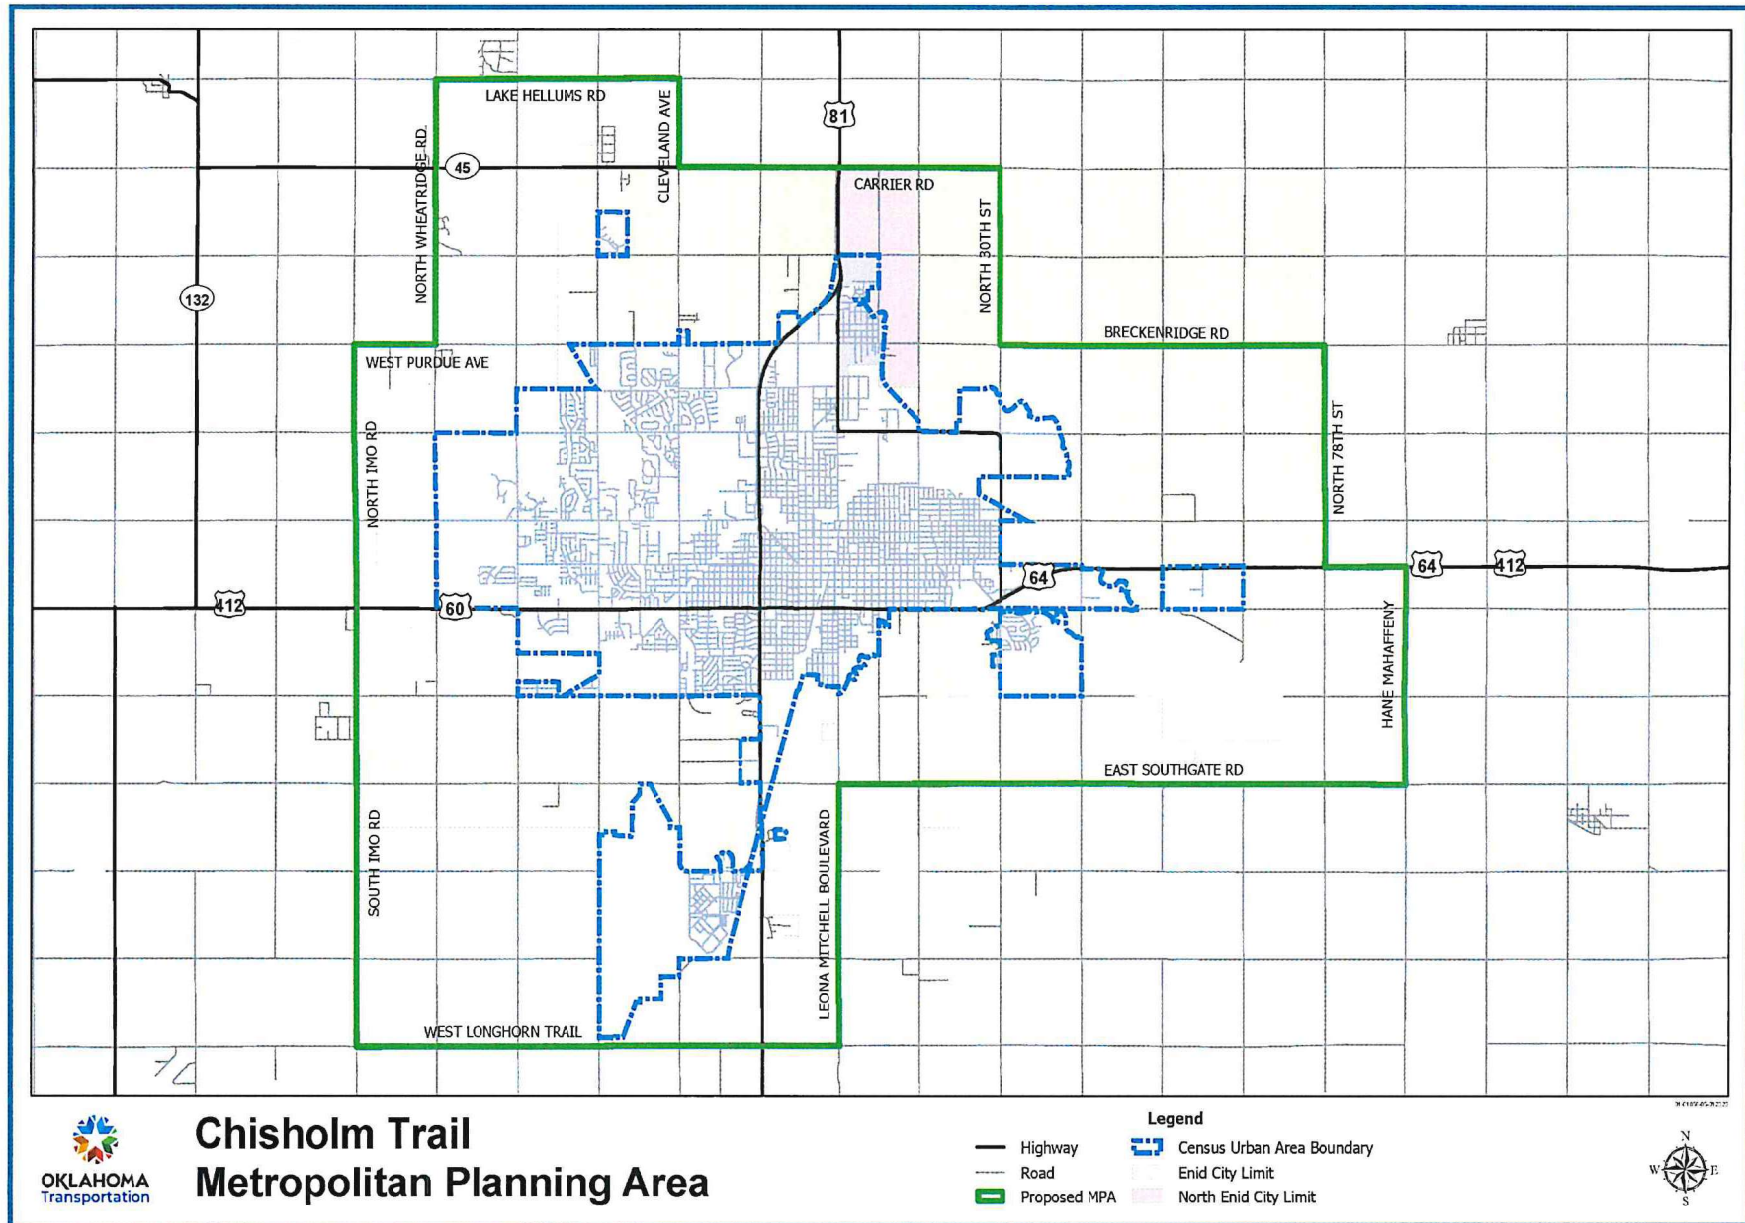 LAKE HELLUMS RD
CLEVELAND AVE
81
NORTH WHEATRIDGE RD.
45
CARRIER RD
132
NORTH 30TH ST
BRECKENRIDGE RD
WEST PURDUE AVE
NORTH IMO RD
NORTH 78TH ST
64
64
412
412
60
HANE MAHAFFENY
EAST SOUTHGATE RD
SOUTH IMO RD
LEONA MITCHELL BOULEVARD
WEST LONGHORN TRAIL
OKLAHOMA
Transportation
Chisholm Trail
Metropolitan Planning Area
Legend
Highway
Road
Proposed MPA
Census Urban Area Boundary
Enid City Limit
North Enid City Limit
N
W
E
S